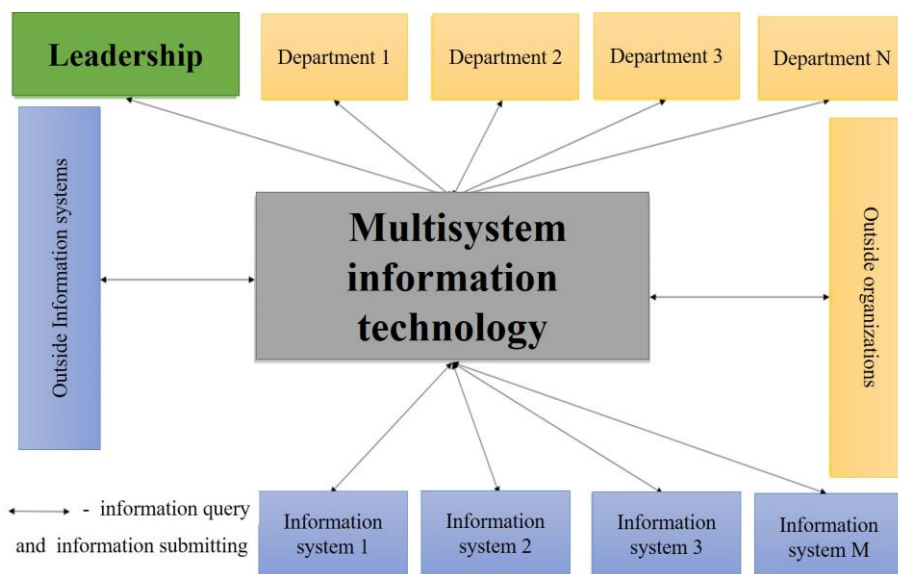 Leadership
Department 1
Department 2
Department 3
Department N
Outside Information systems
Multisystem
information
technology
Outside organizations
- information query
and information submitting
Information
system 1
Information
system 2
Information
system 3
Information
system M